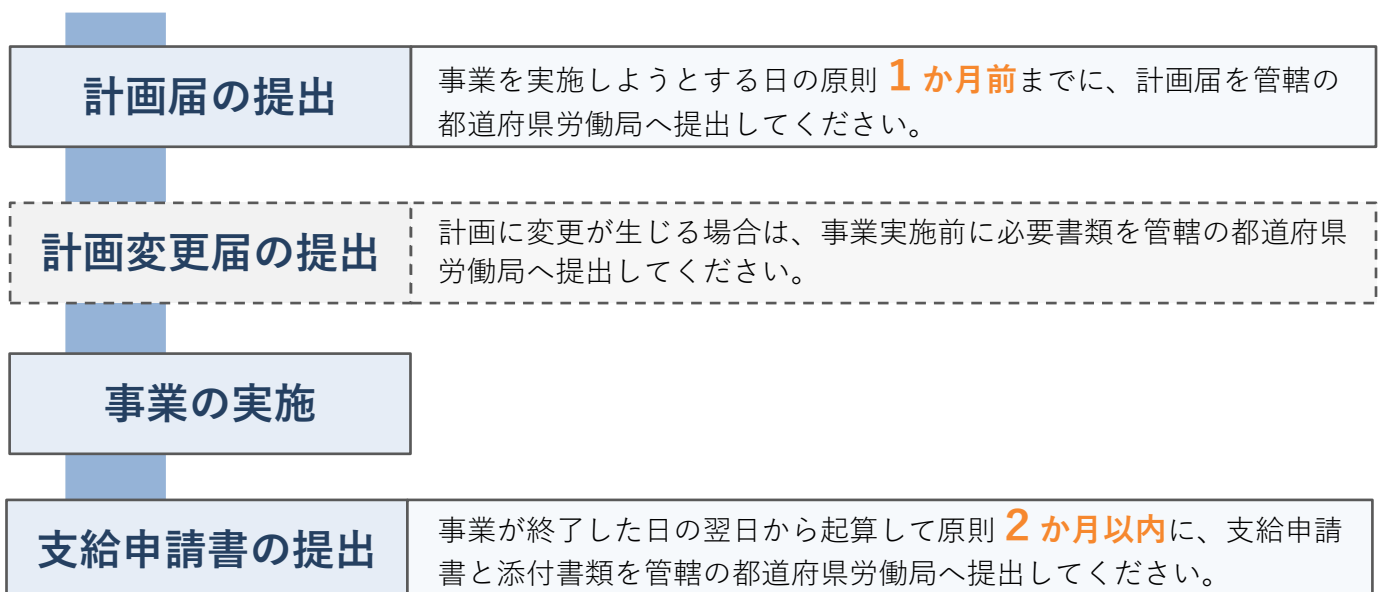 計画届の提出
事業を実施しようとする日の原則 1 か月前までに、計画届を管轄の
都道府県労働局へ提出してください。
計画変更届の提出
計画に変更が生じる場合は、事業実施前に必要書類を管轄の都道府県
労働局へ提出してください。
事業の実施
支給申請書の提出
事業が終了した日の翌日から起算して原則 2 か月以内に、支給申請
書と添付書類を管轄の都道府県労働局へ提出してください。